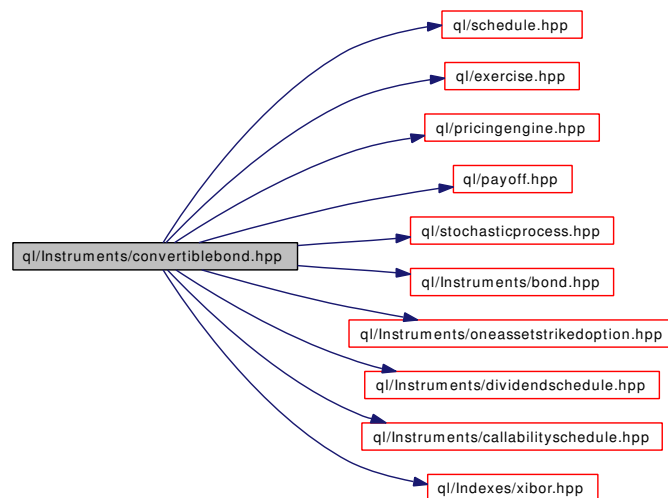 ql/schedule.hpp
ql/exercise.hpp
ql/pricingengine.hpp
ql/payoff.hpp
ql/stochasticprocess.hpp
ql/Instruments/convertiblebond.hpp
ql/Instruments/bond.hpp
ql/Instruments/oneassetstrikedoption.hpp
ql/Instruments/dividendschedule.hpp
ql/Instruments/callabilityschedule.hpp
ql/Indexes/xibor.hpp